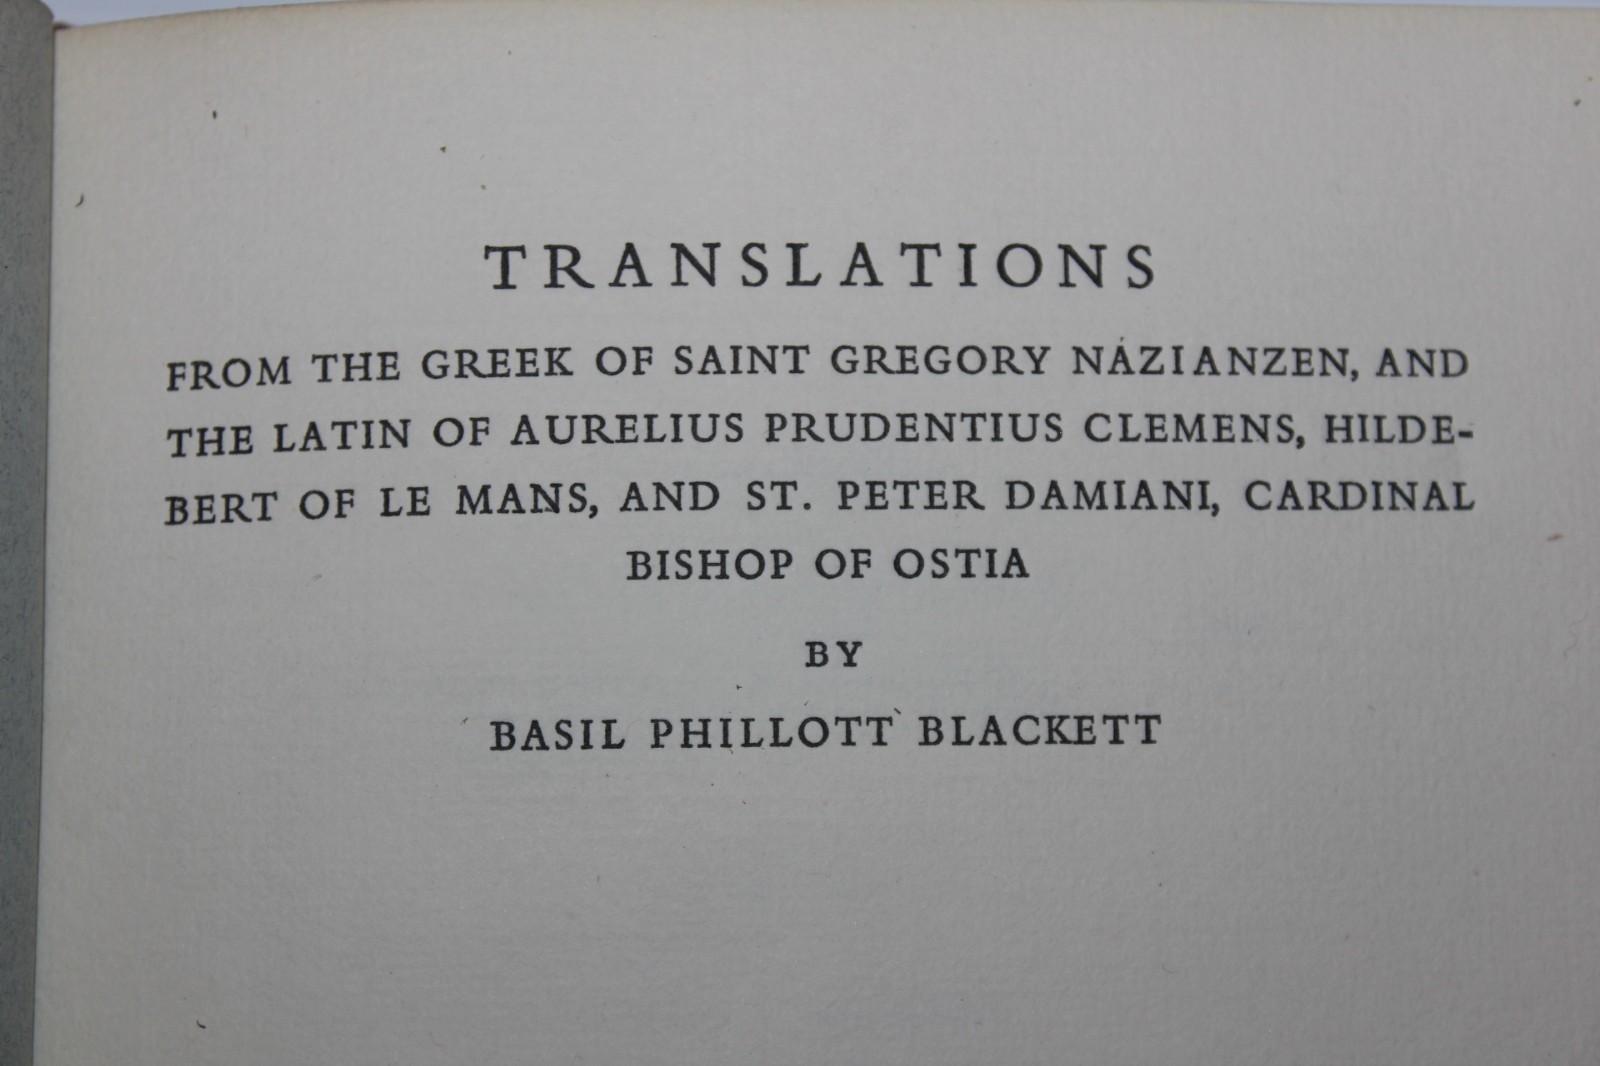 TRANSLATIONS
FROM THE GREEK OF SAINT GREGORY NAZIANZEN, AND
THE LATIN OF AURELIUS PRUDENTIUS CLEMENS, HILDE-
BERT OF LE MANS, AND ST. PETER DAMIANI, CARDINAL
BISHOP OF OSTIA
BY
BASIL PHILLOTT BLACKETT